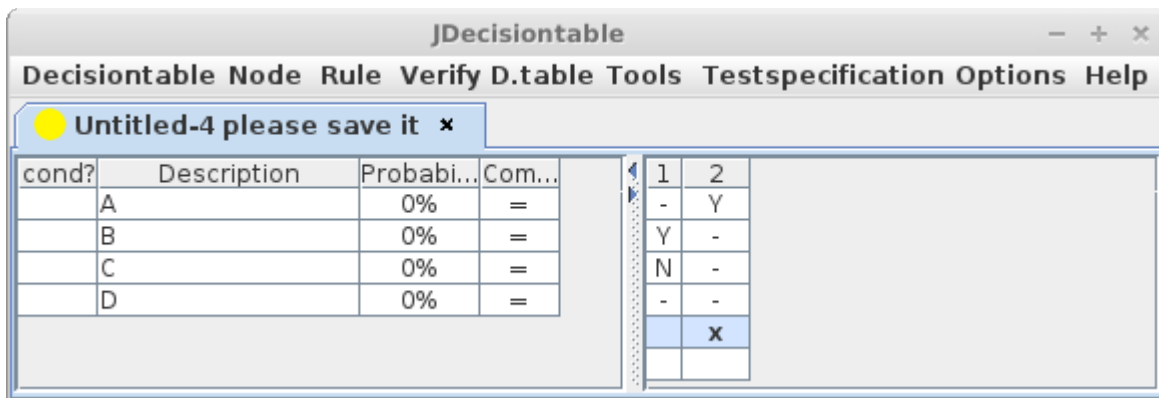 JDecisiontable
Decisiontable Node Rule Verify D.table Tools Testspecification Options Help
Untitled-4 please save it
cond? Description Probabi... Com... 1 2
A 0% = - Y
B 0% = Y -
C 0% = N -
D 0% = - -
x